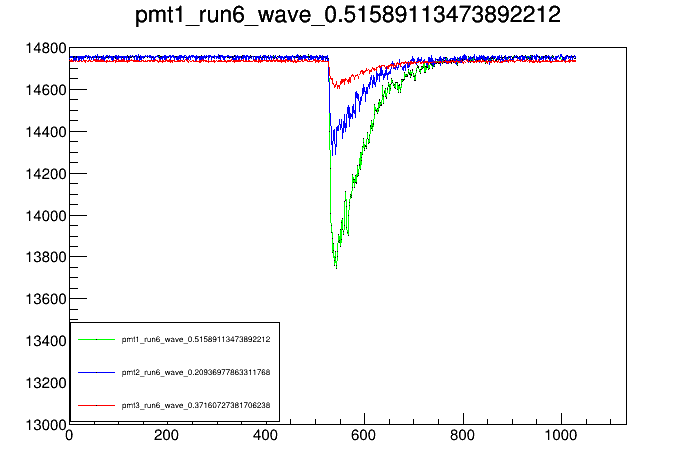 pmt1_run6_wave_0.51589113473892212
14800
14600
14400
14200
14000
13800
13600
13400
13200
13000
pmt1_run6_wave_0.51589113473892212
pmt2_run6_wave_0.20936977863311768
pmt3_run6_wave_0.37160727381706238
0 200 400 600 800 1000